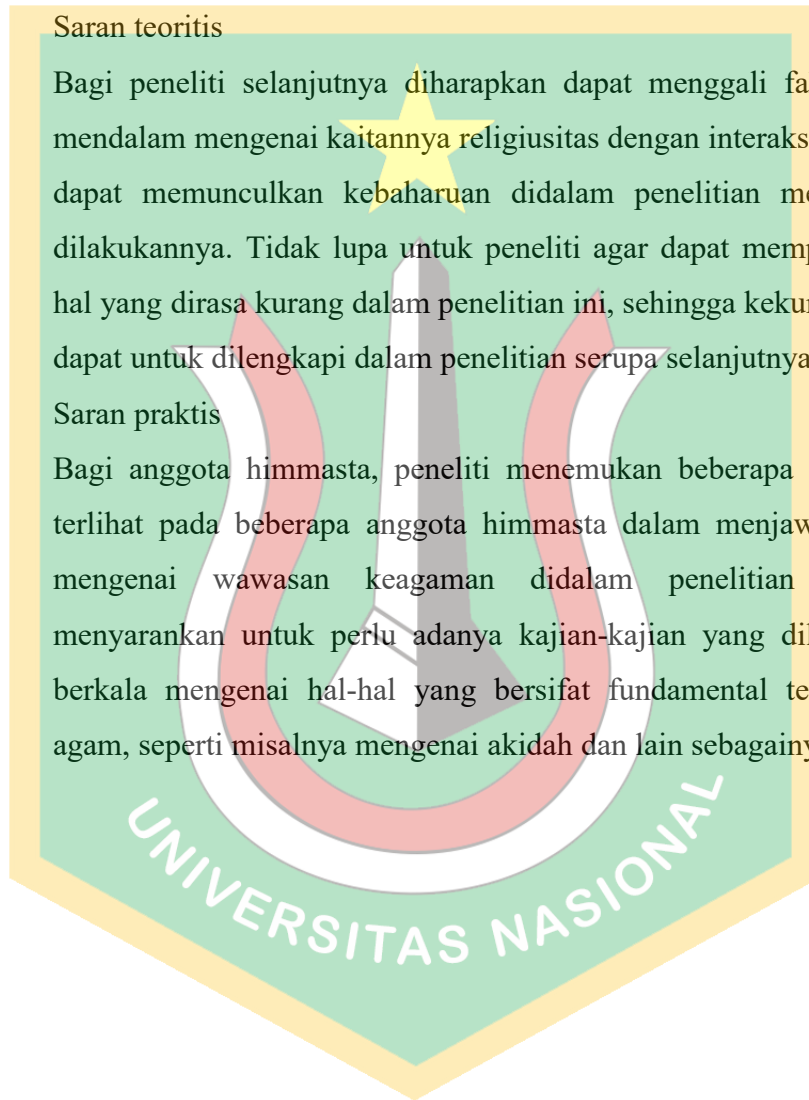 Saran teoritis
Bagi peneliti selanjutnya diharapkan dapat menggali fa
mendalam mengenai kaitannya religiusitas dengan interaks
dapat memunculkan kebaharuan didalam penelitian me
dilakukannya. Tidak lupa untuk peneliti agar dapat memp
hal yang dirasa kurang dalam penelitian ini, sehingga kekur
dapat untuk dilengkapi dalam penelitian serupa selanjutnya
Saran praktis
Bagi anggota himmasta, peneliti menemukan beberapa
terlihat pada beberapa anggota himmasta dalam menjaw
mengenai wawasan keagaman didalam penelitian
menyarankan untuk perlu adanya kajian-kajian yang dil
berkala mengenai hal-hal yang bersifat fundamental te
agam, seperti misalnya mengenai akidah dan lain sebagainy
UNIVERSITAS NASIONAL